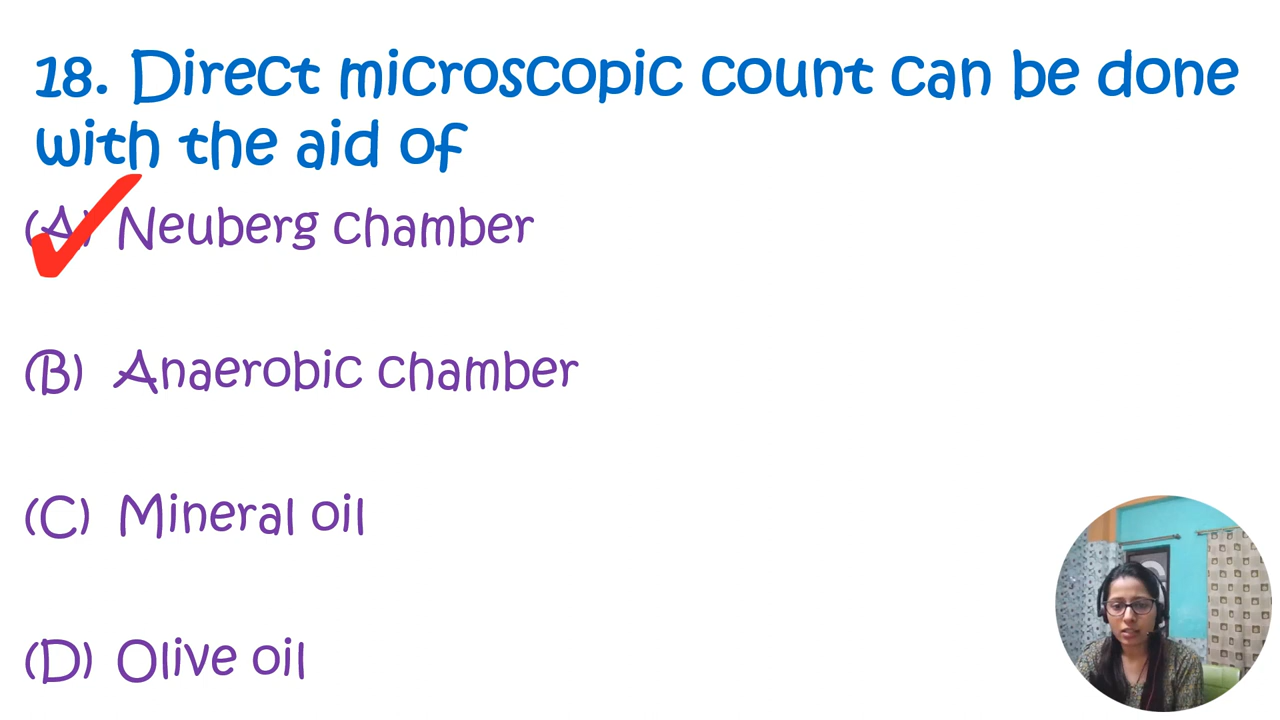 18. Direct microscopic count can be done
with the aid of
(A) Neuberg chamber
(B) Anaerobic chamber
(C) Mineral oil
(D) Olive oil